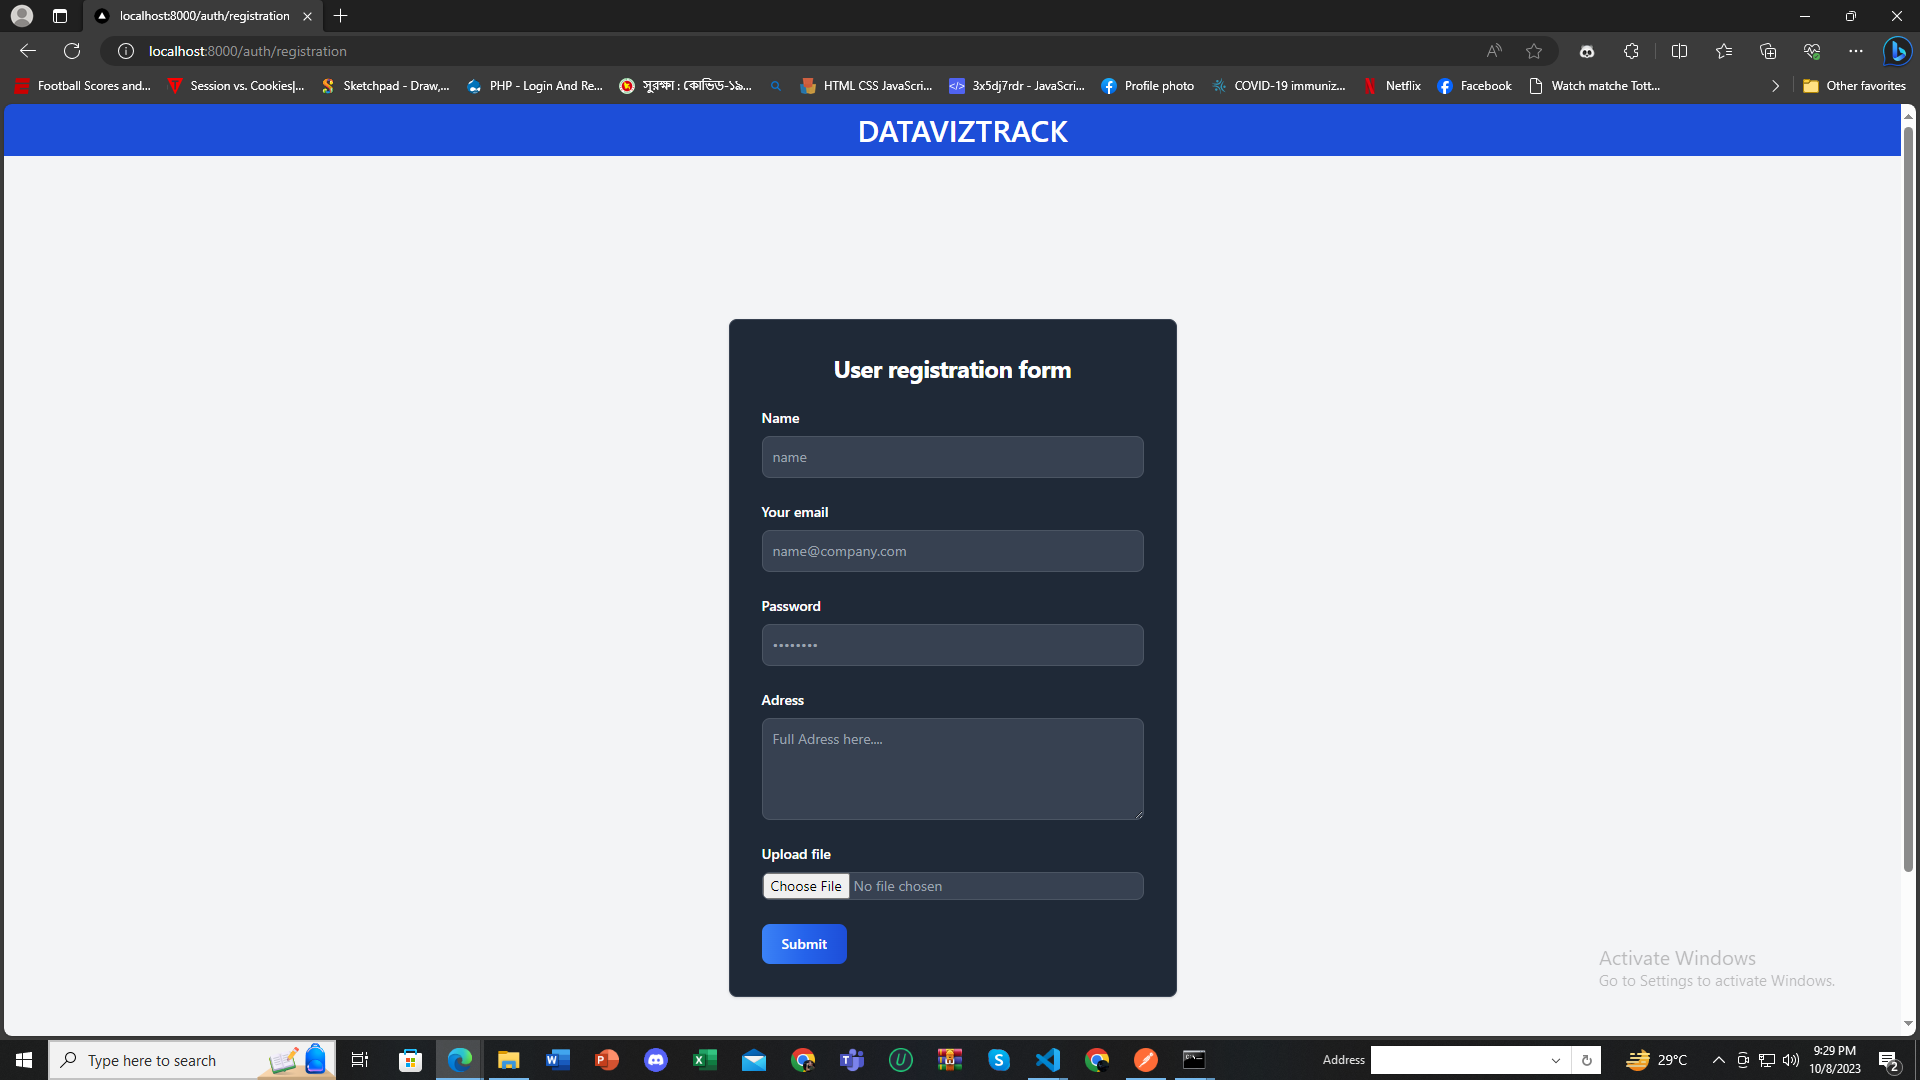 localhost:8000/auth/registration
localhost:8000/auth/registration
Football Scores and...
Session vs. Cookies|...
Sketchpad - Draw,...
PHP - Login And Re...
সুরক্ষা : কোভিড-১৯...
HTML CSS JavaScri...
3x5dj7rdr - JavaScri...
Profile photo
COVID-19 immuniz...
Netflix
Facebook
Watch matche Tott...
Other favorites
DATAVIZTRACK
User registration form
Name
name
Your email
name@company.com
Password
••••••••
Adress
Full Adress here....
Upload file
Choose File No file chosen
Submit
Activate Windows
Go to Settings to activate Windows.
Type here to search
Address
29°C
9:29 PM
10/8/2023
2